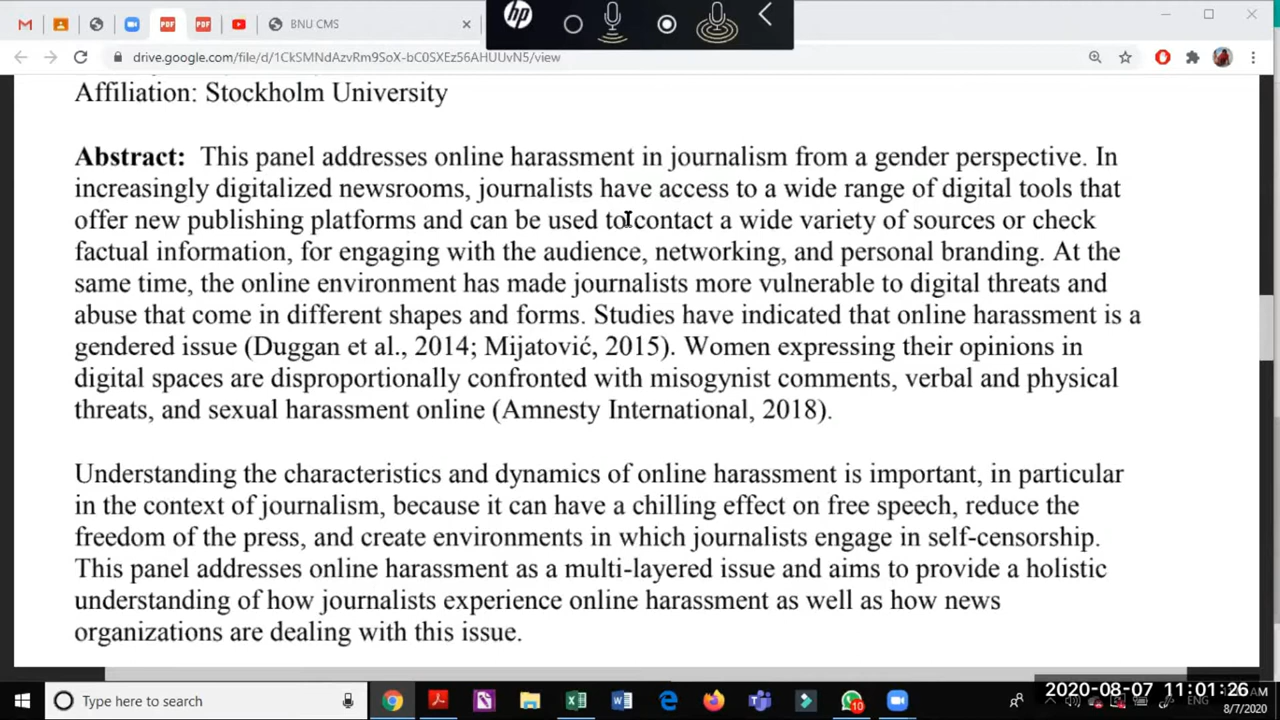 BNU CMS
hp
drive.google.com/file/d/1CkSMNdAzvRm9SoX-bC0SXEz56AHUUvN5/view
Affiliation: Stockholm University
Abstract: This panel addresses online harassment in journalism from a gender perspective. In
increasingly digitalized newsrooms, journalists have access to a wide range of digital tools that
offer new publishing platforms and can be used to contact a wide variety of sources or check
factual information, for engaging with the audience, networking, and personal branding. At the
same time, the online environment has made journalists more vulnerable to digital threats and
abuse that come in different shapes and forms. Studies have indicated that online harassment is a
gendered issue (Duggan et al., 2014; Mijatović, 2015). Women expressing their opinions in
digital spaces are disproportionally confronted with misogynist comments, verbal and physical
threats, and sexual harassment online (Amnesty International, 2018).
Understanding the characteristics and dynamics of online harassment is important, in particular
in the context of journalism, because it can have a chilling effect on free speech, reduce the
freedom of the press, and create environments in which journalists engage in self-censorship.
This panel addresses online harassment as a multi-layered issue and aims to provide a holistic
understanding of how journalists experience online harassment as well as how news
organizations are dealing with this issue.
Type here to search
10
2020-08-07 11:01:26 AM
ENG
8/7/2020